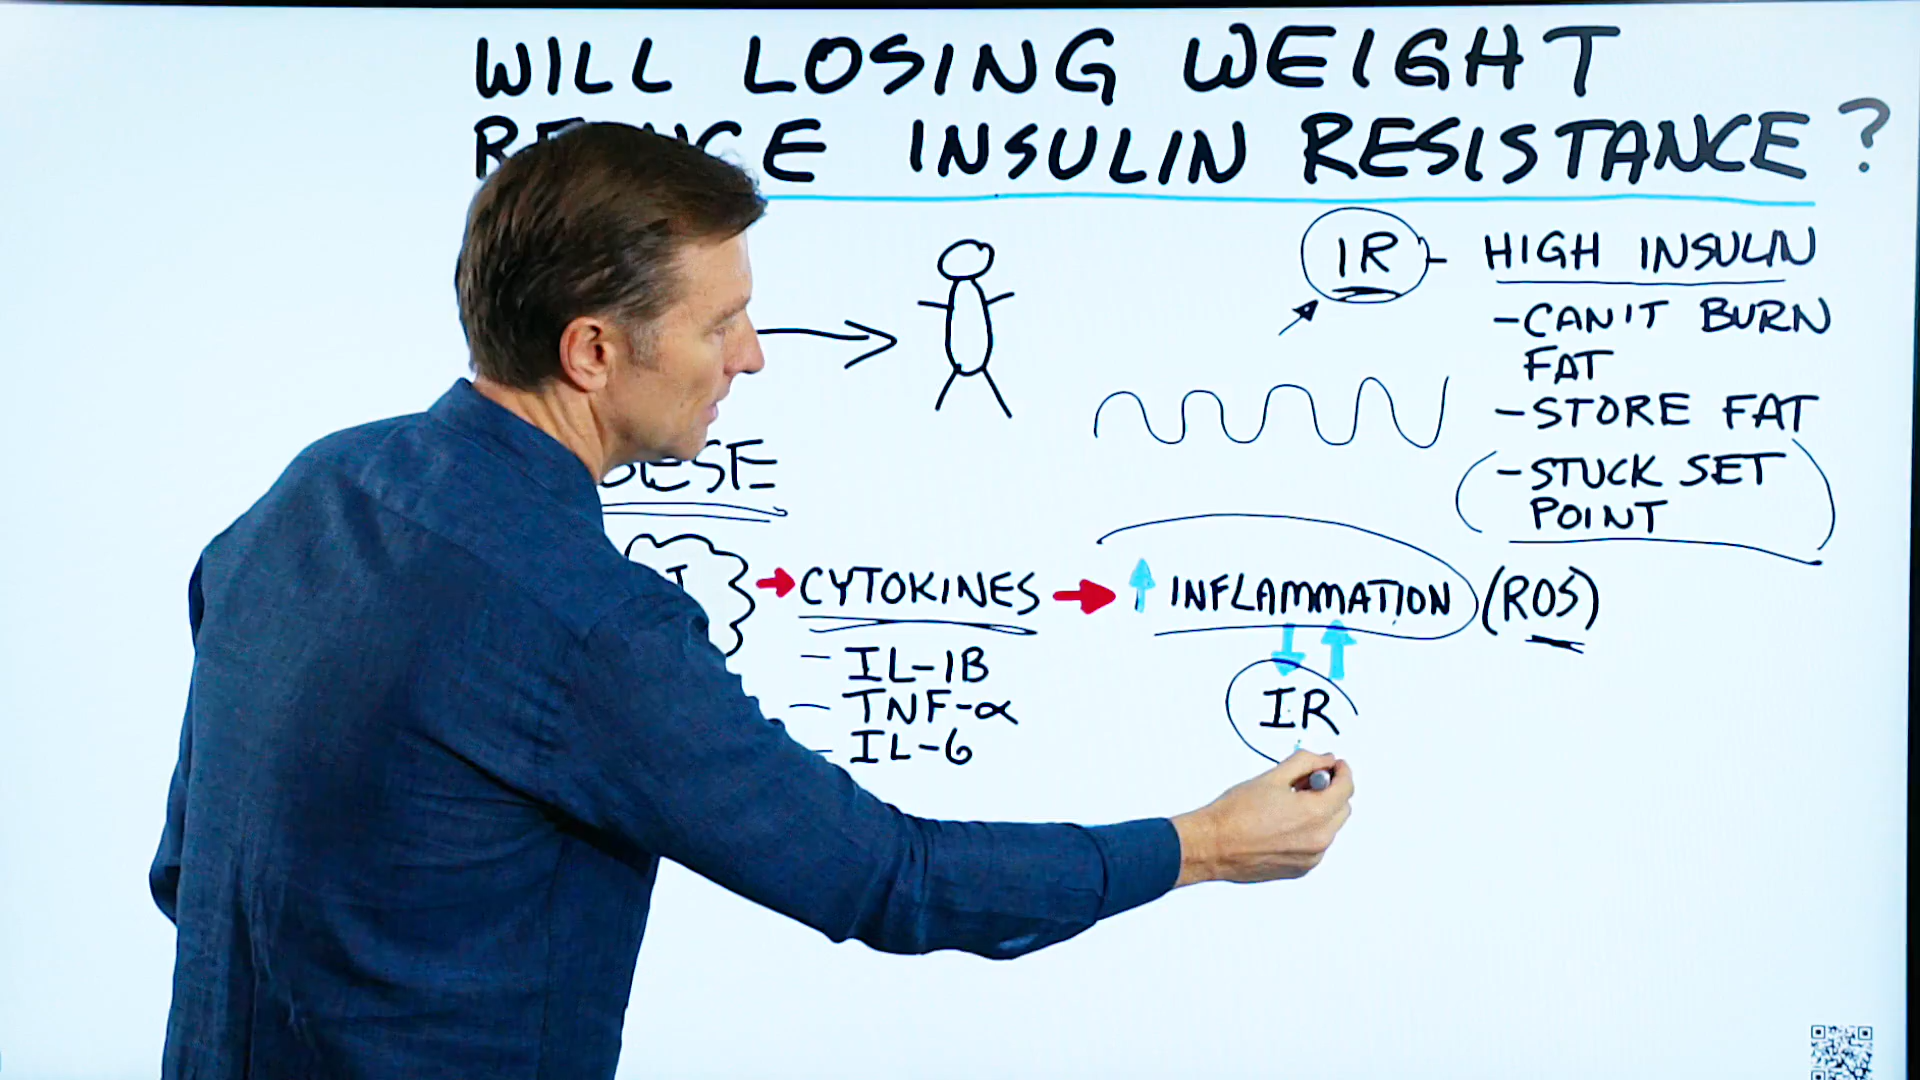 WILL LOSING WEIGHT
INSULIN RESISTANCE?
IR - HIGH INSULIN
- CAN'T BURN
FAT
- STORE FAT
- STUCK SET
POINT
CYTOKINES
INFLAMMATION (ROS)
- IL-1B
- TNF-α
- IL-6
IR